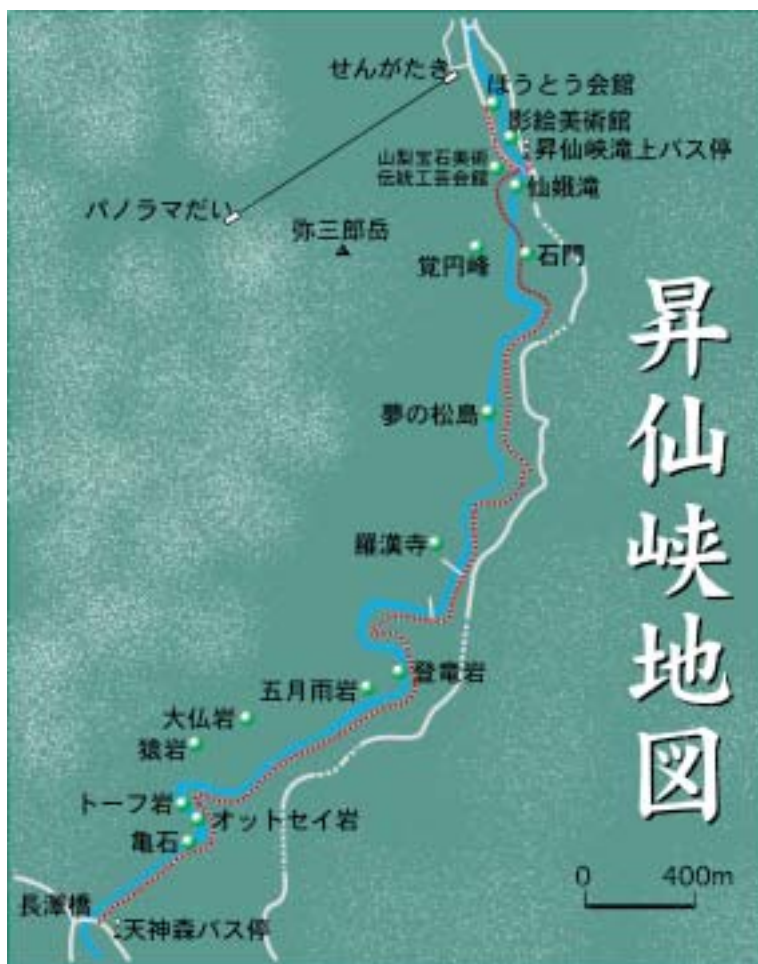 せんがたき
ほうとう会館
影絵美術館
昇仙峡滝上バス停
山梨宝石美術
伝統工芸会館
仙娥滝
パノラマだい
弥三郎岳
覚円峰
石門
昇仙峡地図
夢の松島
羅漢寺
登竜岩
五月雨岩
大仏岩
猿岩
トーフ岩
オットセイ岩
亀石
0 400m
長潭橋
天神森バス停